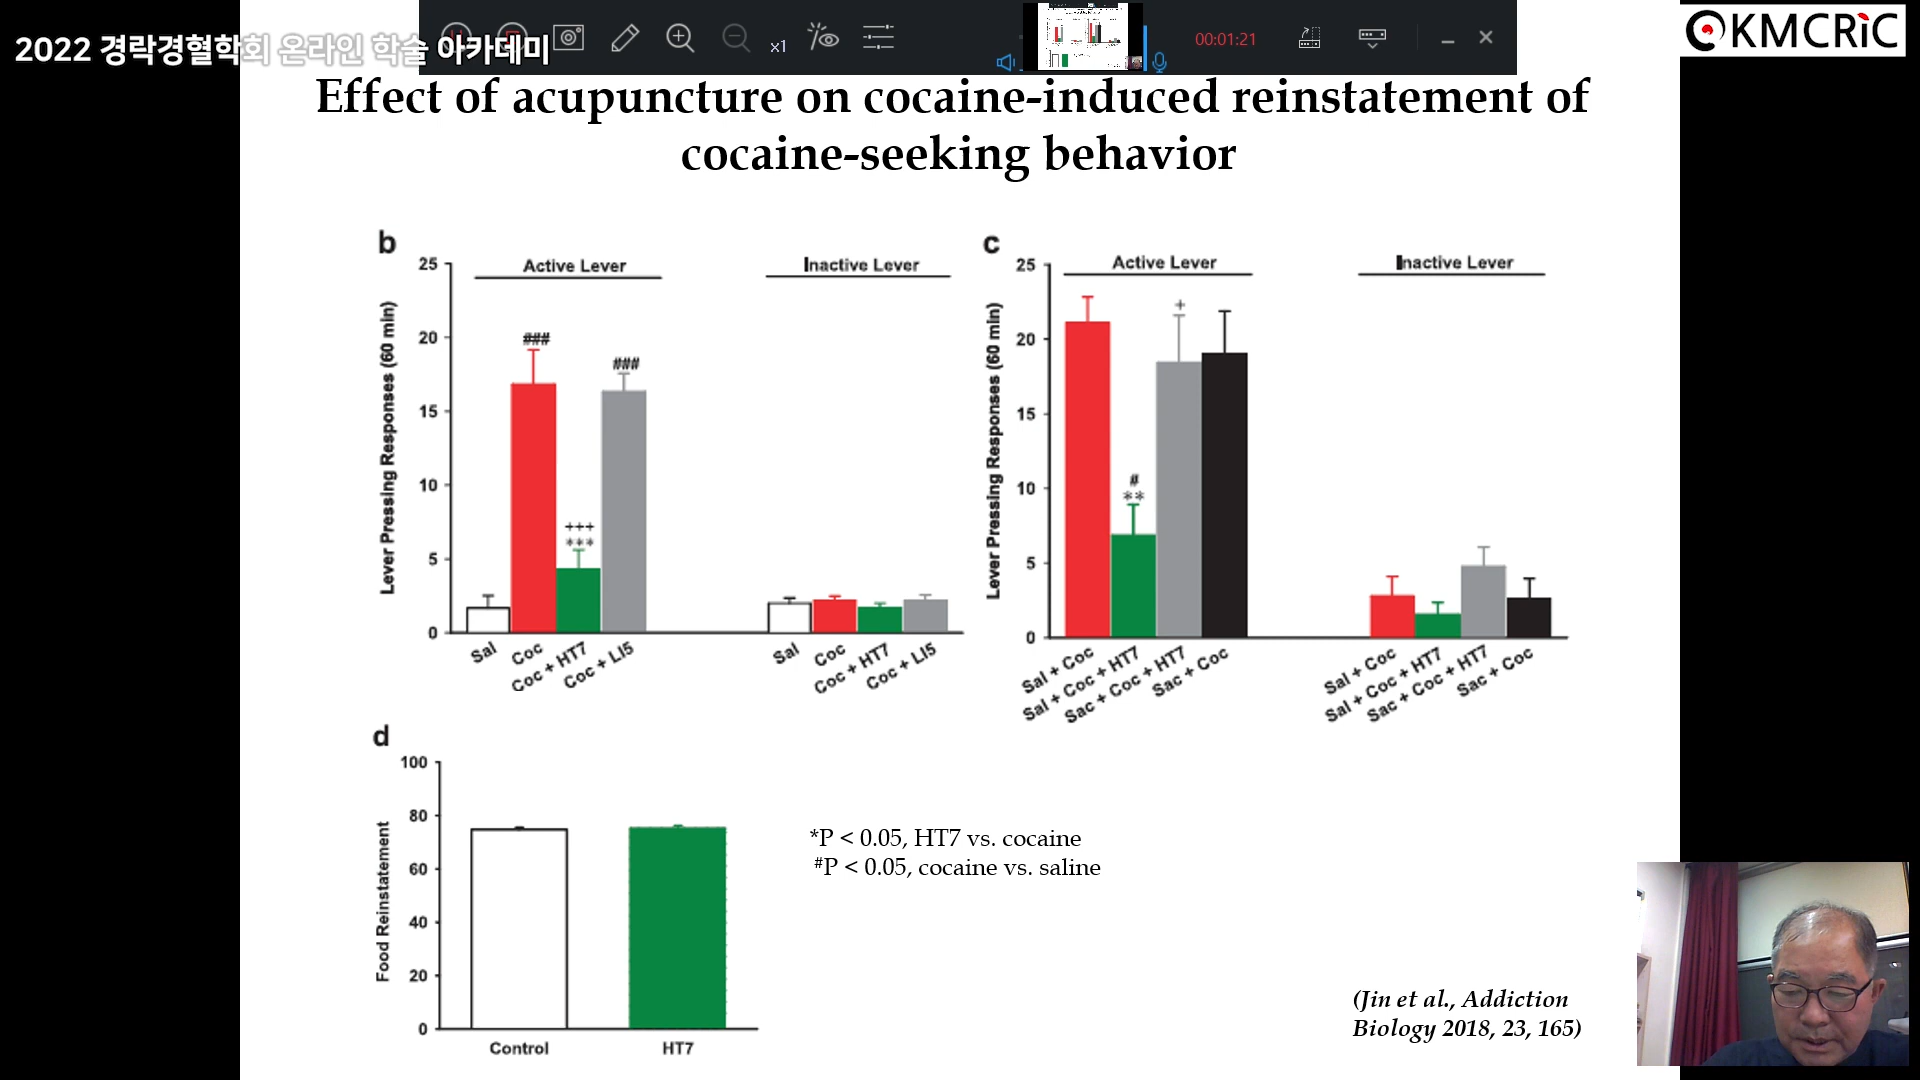 2022 경락경혈학회 온라인 학술 아카데미
x1
00:01:21
KMCRiC
Effect of acupuncture on cocaine-induced reinstatement of
cocaine-seeking behavior
b
Active Lever
Inactive Lever
Lever Pressing Responses (60 min)
25
20
15
10
5
0
###
+++
***
###
Sal
Coc
Coc + HT7
Coc + LI5
Sal
Coc
Coc + HT7
Coc + LI5
c
Active Lever
Inactive Lever
Lever Pressing Responses (60 min)
25
20
15
10
5
0
#
**
+
Sal + Coc
Sal + Coc + HT7
Sac + Coc + HT7
Sac + Coc
Sal + Coc
Sal + Coc + HT7
Sac + Coc + HT7
Sac + Coc
d
Food Reinstatement
100
80
60
40
20
0
Control
HT7
*P < 0.05, HT7 vs. cocaine
#P < 0.05, cocaine vs. saline
(Jin et al., Addiction
Biology 2018, 23, 165)